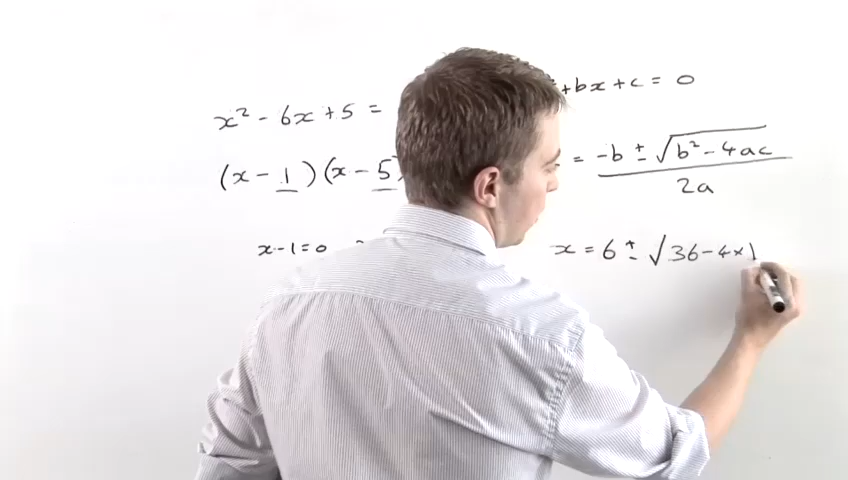 x² - 6x + 5 =
+ bx + c = 0
(x - 1)(x - 5)
= -b ± √b² - 4ac
2a
x - 1 = 0
x = 6 ± √36 - 4 × 1